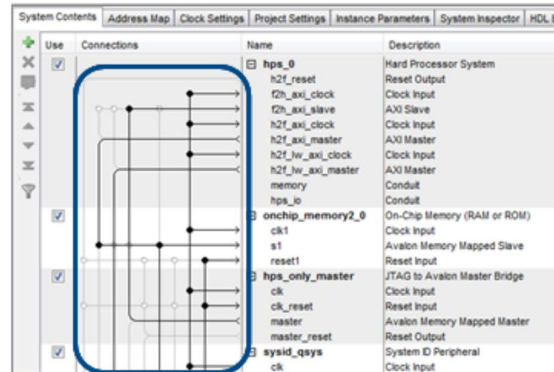 System Contents Address Map Clock Settings Project Settings Instance Parameters System Inspector HDL
Use Connections Name Description
hps_0 Hard Processor System
h2f_reset Reset Output
f2h_axi_clock Clock Input
f2h_axi_slave AXI Slave
h2f_axi_clock Clock Input
h2f_axi_master AXI Master
h2f_lw_axi_clock Clock Input
h2f_lw_axi_master AXI Master
memory Conduit
hps_io Conduit
onchip_memory2_0 On-Chip Memory (RAM or ROM)
clk1 Clock Input
s1 Avalon Memory Mapped Slave
reset1 Reset Input
hps_only_master JTAG to Avalon Master Bridge
clk Clock Input
clk_reset Reset Input
master Avalon Memory Mapped Master
master_reset Reset Output
sysid_qsys System ID Peripheral
clk Clock Input